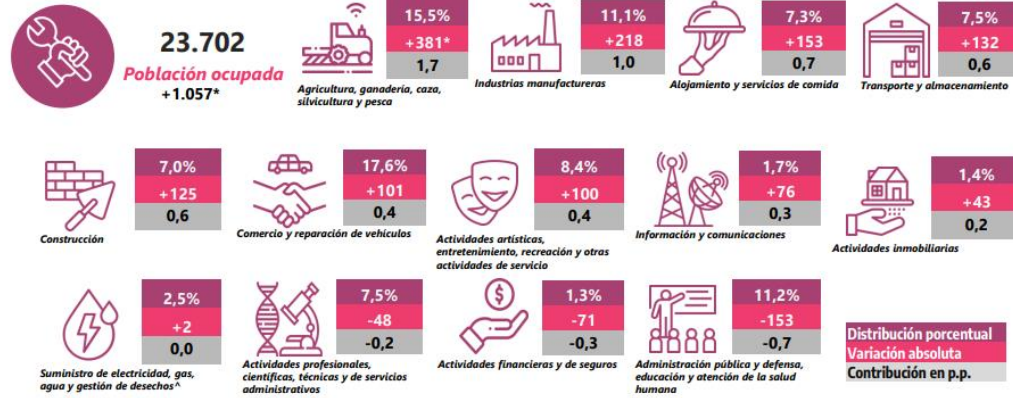 23.702
Población ocupada
+1.057*
15,5%
+381*
1,7
Agricultura, ganadería, caza,
silvicultura y pesca
11,1%
+218
1,0
Industrias manufactureras
7,3%
+153
0,7
Alojamiento y servicios de comida
7,5%
+132
0,6
Transporte y almacenamiento
7,0%
+125
0,6
Construcción
17,6%
+101
0,4
Comercio y reparación de vehículos
8,4%
+100
0,4
Actividades artísticas,
entretenimiento, recreación y otras
actividades de servicio
1,7%
+76
0,3
Información y comunicaciones
1,4%
+43
0,2
Actividades inmobiliarias
2,5%
+2
0,0
Suministro de electricidad, gas,
agua y gestión de desechos^
7,5%
-48
-0,2
Actividades profesionales,
científicas, técnicas y de servicios
administrativos
$
1,3%
-71
-0,3
Actividades financieras y de seguros
11,2%
-153
-0,7
Administración pública y defensa,
educación y atención de la salud
humana
Distribución porcentual
Variación absoluta
Contribución en p.p.